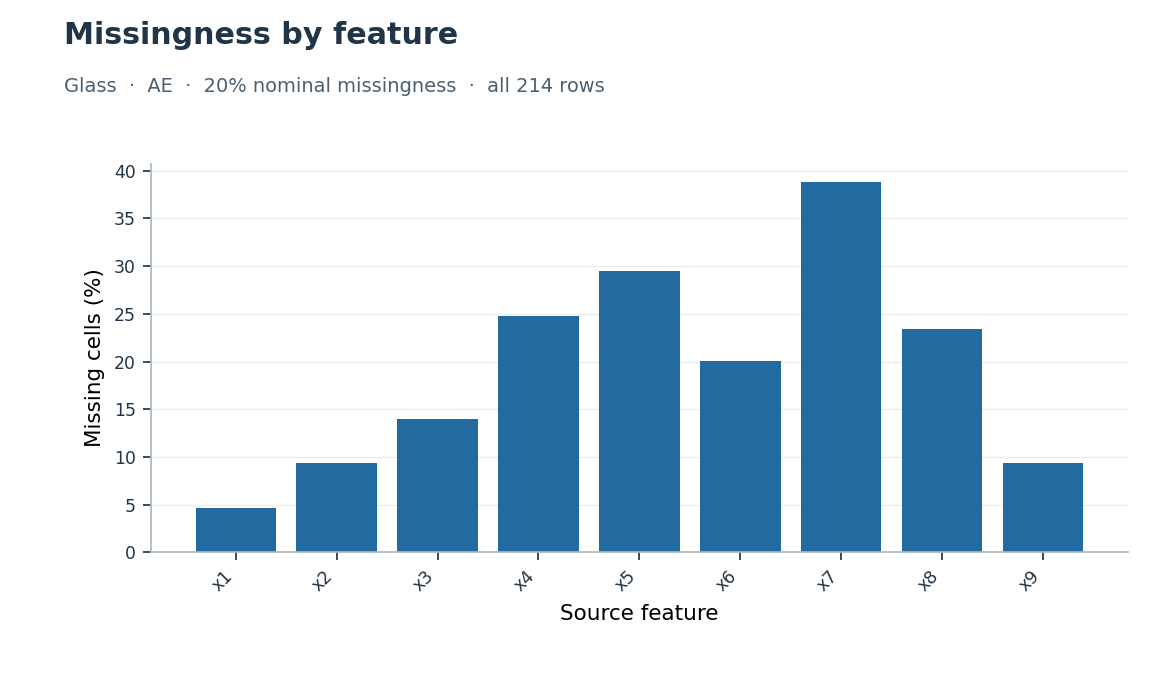 Missingness by feature
Glass · AE · 20% nominal missingness · all 214 rows
40
35
30
25
20
15
10
5
0
Missing cells (%)
x1 x2 x3 x4 x5 x6 x7 x8 x9
Source feature